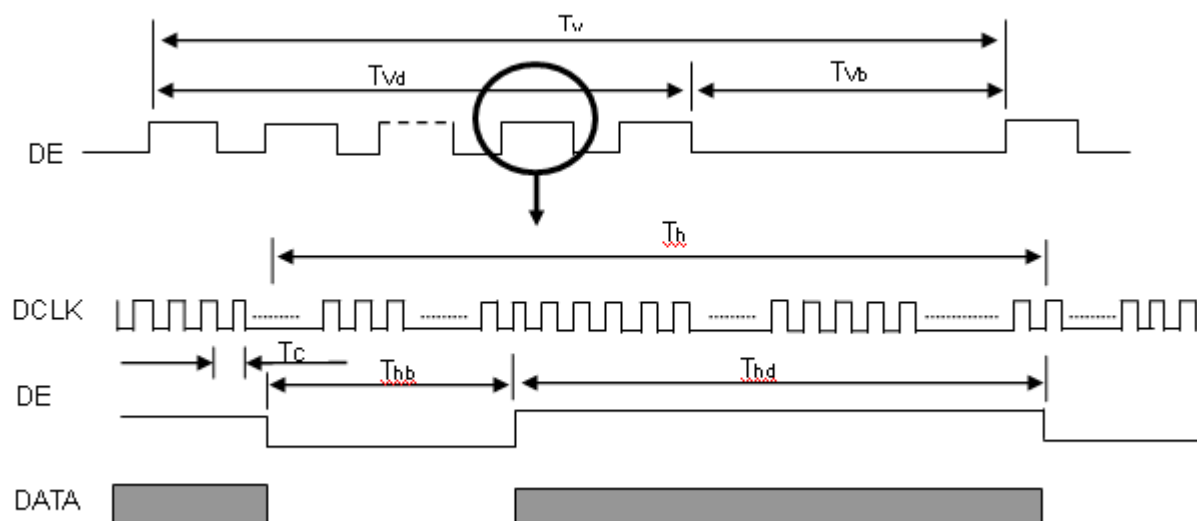 Tv
Tvd
Tvb
DE
Th
DCLK
Tc
Thb
Thd
DE
DATA